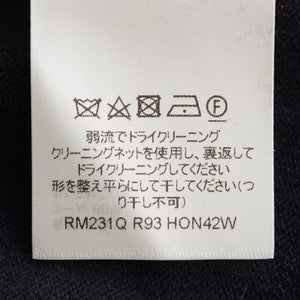 弱流でドライクリーニング
クリーニングネットを使用し、裏返して
ドライクリーニングしてください
形を整え平らにして干してください(つ
り干し不可)
RM231Q R93 HON42W